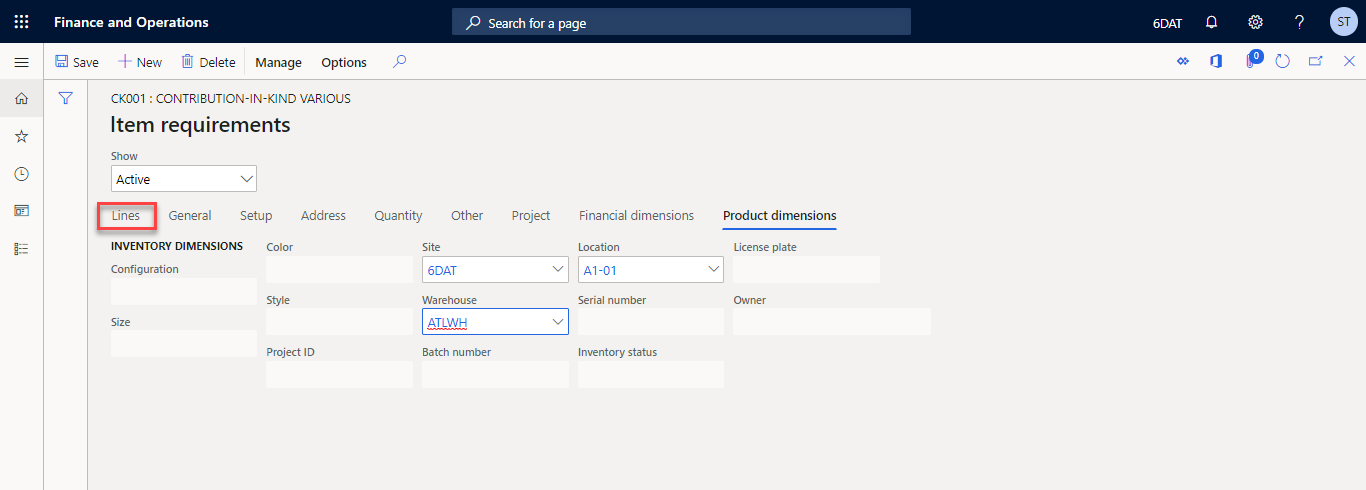 Finance and Operations
Search for a page
6DAT
?
ST
Save
New
Delete
Manage
Options
0
CK001 : CONTRIBUTION-IN-KIND VARIOUS
Item requirements
Show
Active
Lines General Setup Address Quantity Other Project Financial dimensions Product dimensions
INVENTORY DIMENSIONS
Configuration
Size
Color
Style
Project ID
Site
6DAT
Warehouse
ATLWH
Batch number
Location
A1-01
Serial number
Inventory status
License plate
Owner